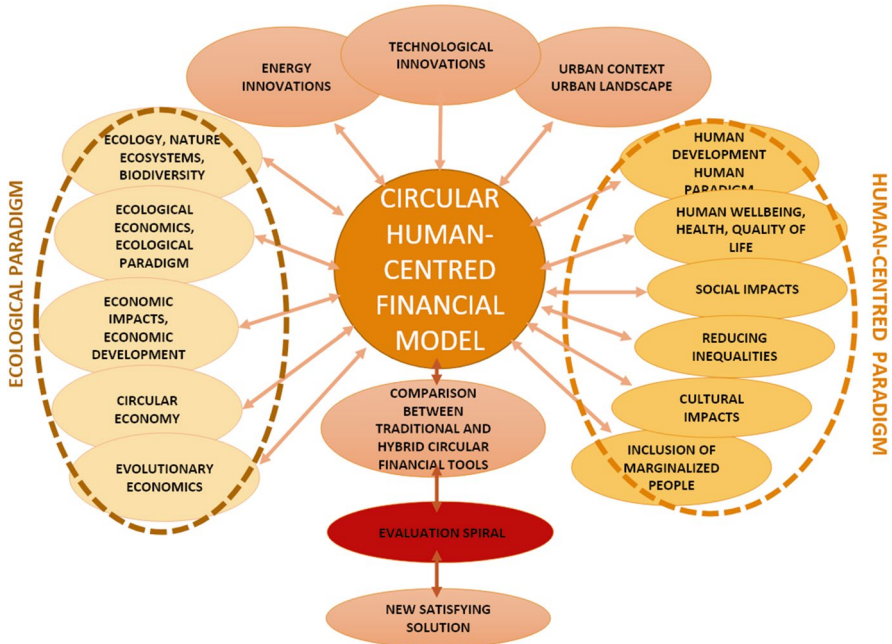 TECHNOLOGICAL
INNOVATIONS
ENERGY
INNOVATIONS
URBAN CONTEXT
URBAN LANDSCAPE
ECOLOGICAL PARADIGM
ECOLOGY, NATURE
ECOSYSTEMS,
BIODIVERSITY
ECOLOGICAL
ECONOMICS,
ECOLOGICAL
PARADIGM
ECONOMIC
IMPACTS,
ECONOMIC
DEVELOPMENT
CIRCULAR
ECONOMY
EVOLUTIONARY
ECONOMICS
CIRCULAR
HUMAN-
CENTRED
FINANCIAL
MODEL
COMPARISON
BETWEEN
TRADITIONAL AND
HYBRID CIRCULAR
FINANCIAL TOOLS
EVALUATION SPIRAL
NEW SATISFYING
SOLUTION
HUMAN
DEVELOPMENT
HUMAN
PARADIGM
HUMAN WELLBEING,
HEALTH, QUALITY OF
LIFE
SOCIAL IMPACTS
REDUCING
INEQUALITIES
CULTURAL
IMPACTS
INCLUSION OF
MARGINALIZED
PEOPLE
HUMAN-CENTRED PARADIGM